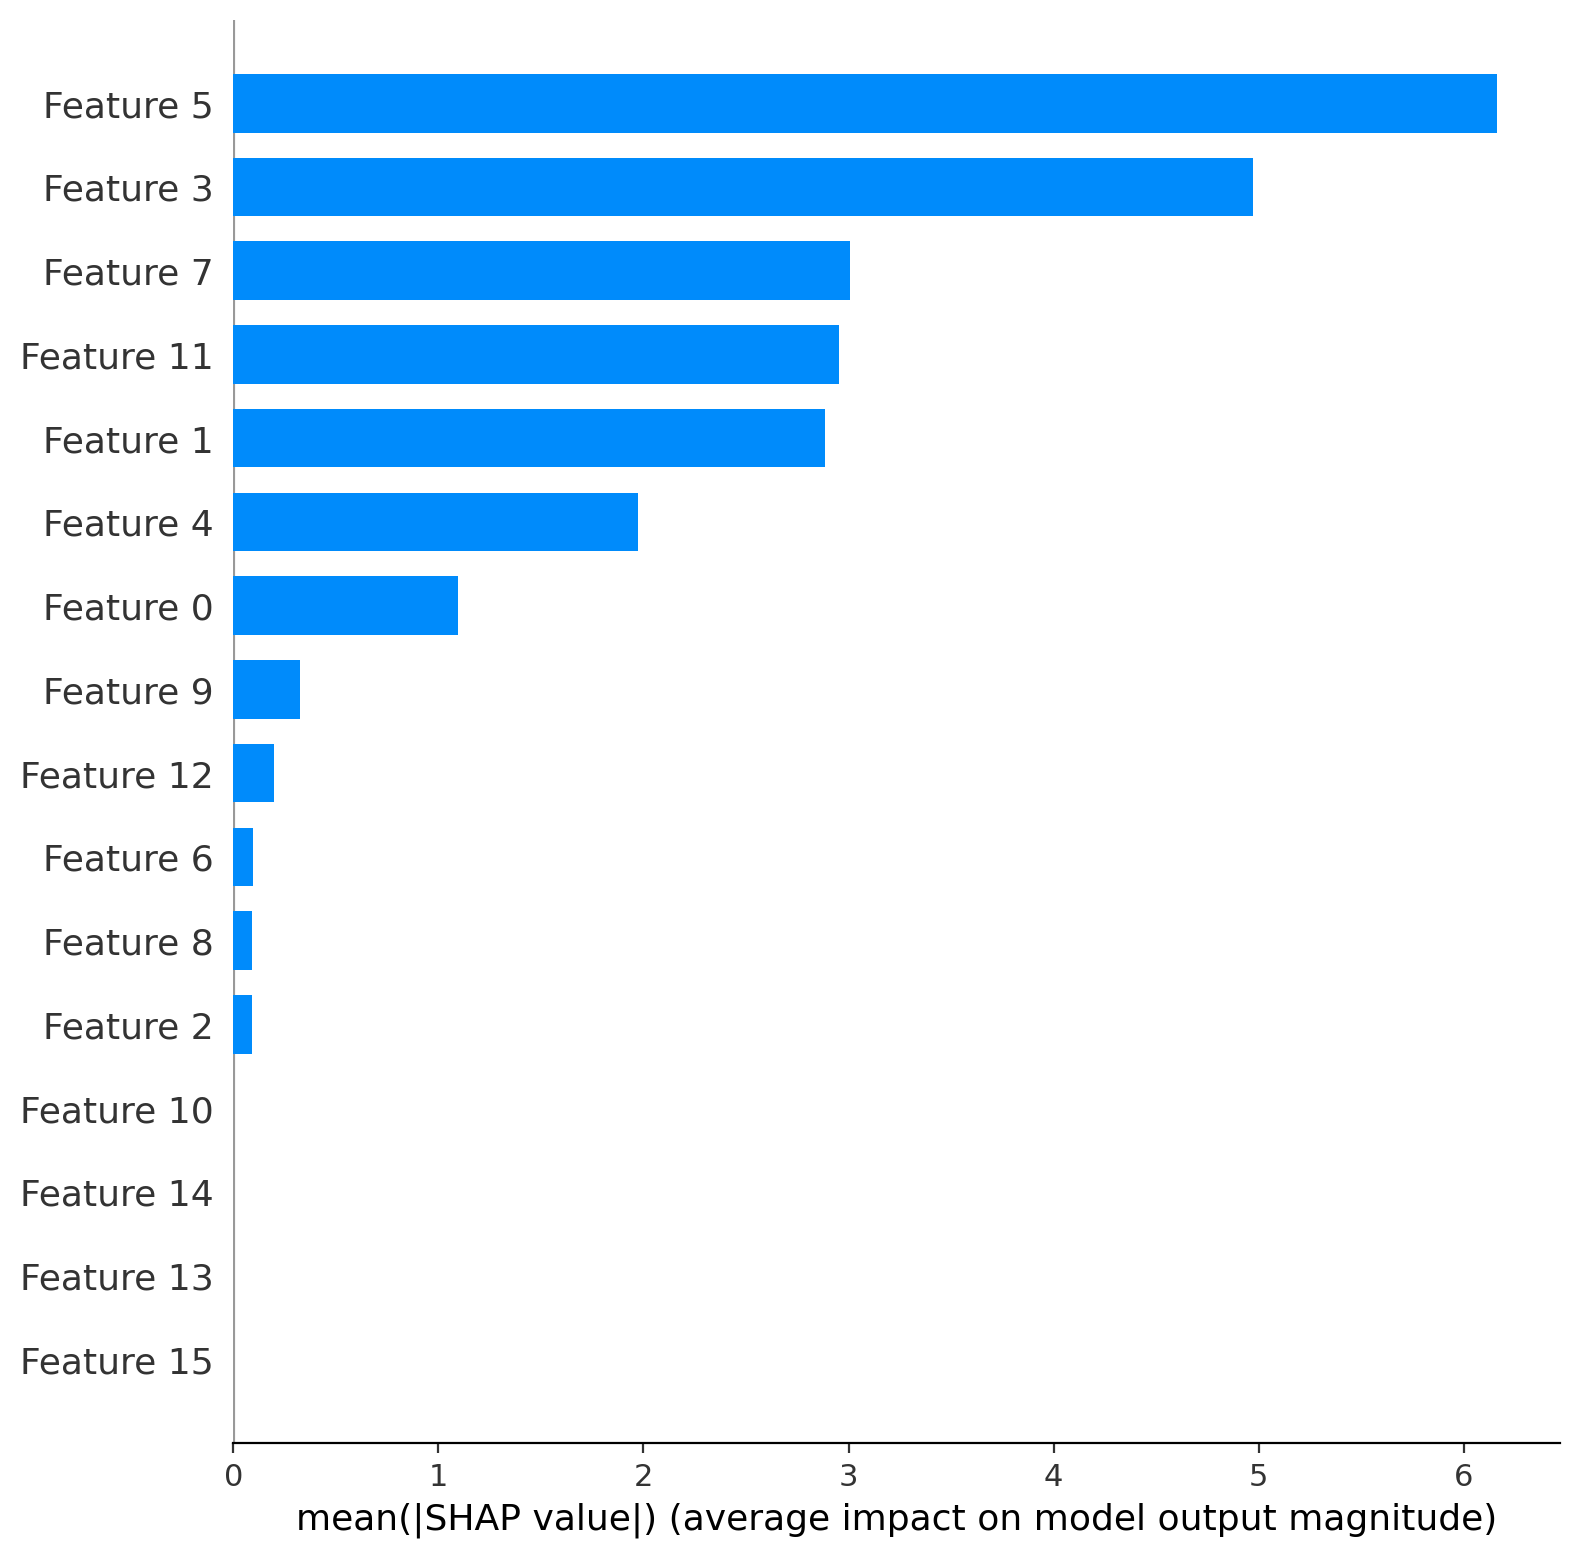 Feature 5
Feature 3
Feature 7
Feature 11
Feature 1
Feature 4
Feature 0
Feature 9
Feature 12
Feature 6
Feature 8
Feature 2
Feature 10
Feature 14
Feature 13
Feature 15
0 1 2 3 4 5 6
mean(|SHAP value|) (average impact on model output magnitude)